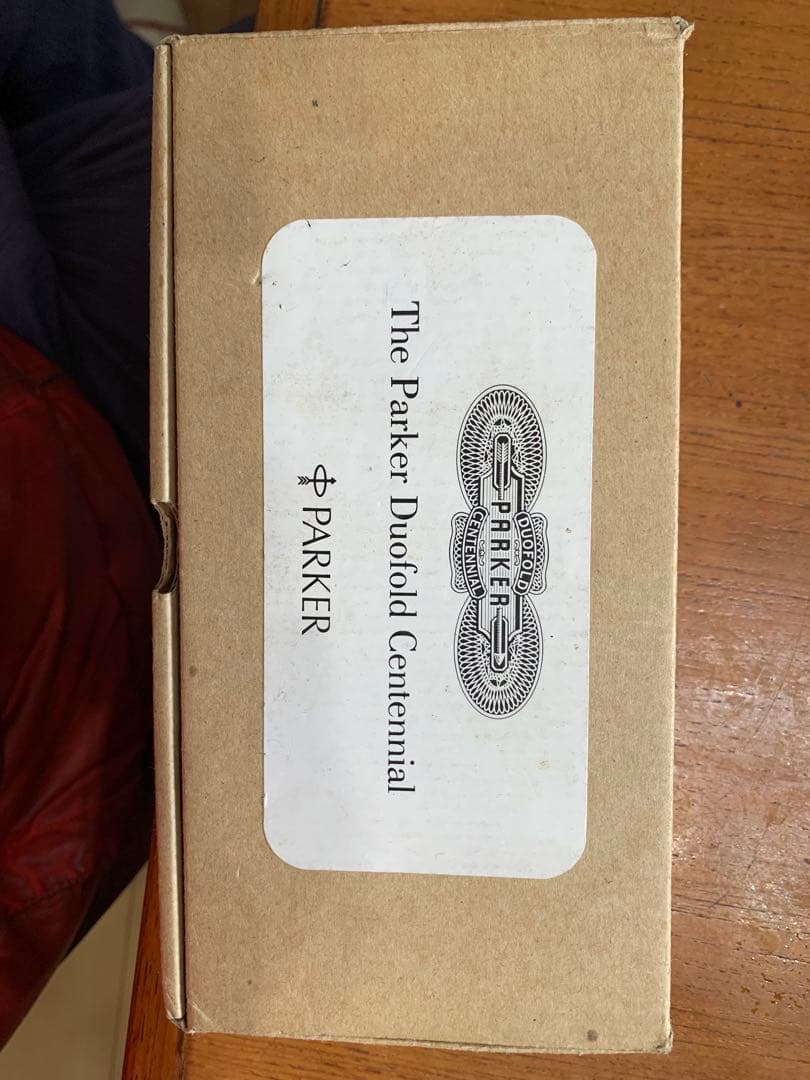 DUOFOLD
PARKER
CENTENNIAL
The Parker Duofold Centennial
PARKER